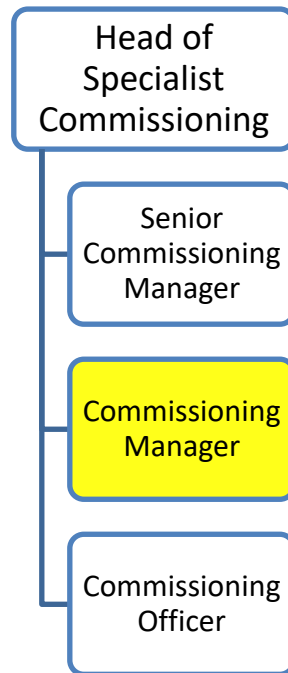 Head of
Specialist
Commissioning
Senior
Commissioning
Manager
Commissioning
Manager
Commissioning
Officer